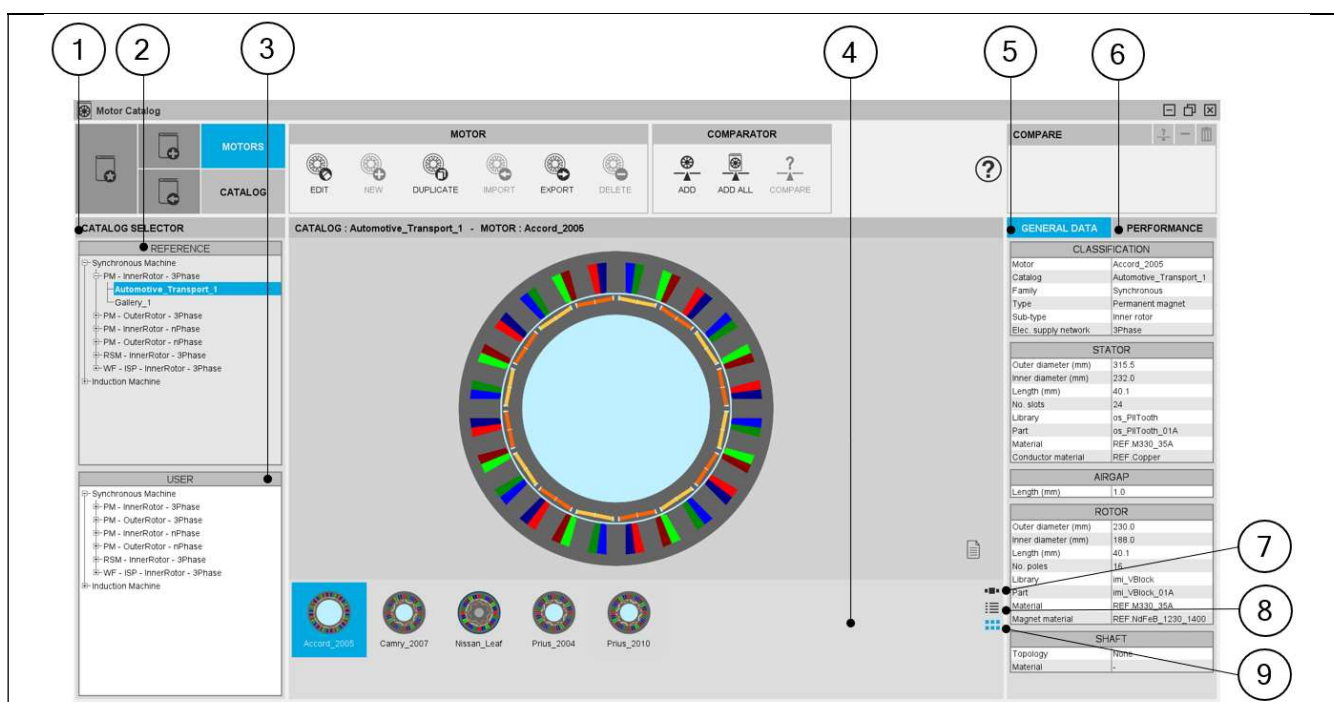 1 2 3 4 5 6
Motor Catalog
MOTORS
CATALOG
MOTOR
EDIT NEW DUPLICATE IMPORT EXPORT DELETE
COMPARATOR
ADD ADD ALL COMPARE
?
COMPARE
CATALOG SELECTOR
REFERENCE
Synchronous Machine
PM - InnerRotor - 3Phase
Automotive_Transport_1
Gallery_1
PM - OuterRotor - 3Phase
PM - InnerRotor - nPhase
PM - OuterRotor - nPhase
RSM - InnerRotor - 3Phase
WF - ISP - InnerRotor - 3Phase
Induction Machine
USER
Synchronous Machine
PM - InnerRotor - 3Phase
PM - OuterRotor - 3Phase
PM - InnerRotor - nPhase
PM - OuterRotor - nPhase
RSM - InnerRotor - 3Phase
WF - ISP - InnerRotor - 3Phase
Induction Machine
CATALOG : Automotive_Transport_1 - MOTOR : Accord_2005
Accord_2005 Camry_2007 Nissan_Leaf Prius_2004 Prius_2010
GENERAL DATA PERFORMANCE
CLASSIFICATION
Motor Accord_2005
Catalog Automotive_Transport_1
Family Synchronous
Type Permanent magnet
Sub-type Inner rotor
Elec. supply network 3Phase
STATOR
Outer diameter (mm) 315.5
Inner diameter (mm) 232.0
Length (mm) 40.1
No. slots 24
Library os_PllTooth
Part os_PllTooth_01A
Material REF.M330_35A
Conductor material REF.Copper
AIRGAP
Length (mm) 1.0
ROTOR
Outer diameter (mm) 230.0
Inner diameter (mm) 188.0
Length (mm) 40.1
No. poles 16
Library imi_VBlock
Part imi_VBlock_01A
Material REF.M330_35A
Magnet material REF.NdFeB_1230_1400
SHAFT
Topology None
Material -
7
8
9